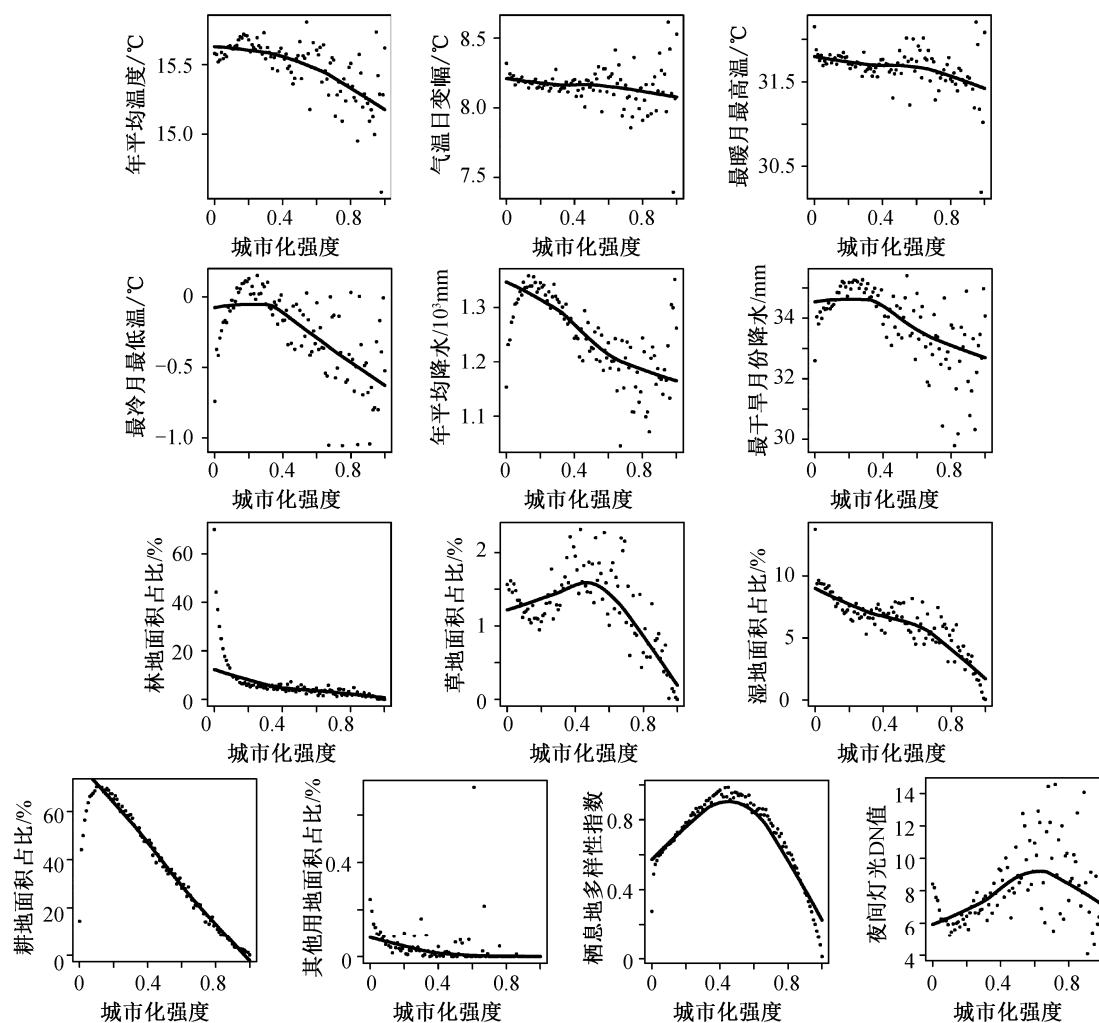 年平均温度/℃
15.5
15.0
0 0.4 0.8
城市化强度
气温日变幅/℃
8.5
8.0
7.5
0 0.4 0.8
城市化强度
最暖月最高温/℃
31.5
30.5
0 0.4 0.8
城市化强度
最冷月最低温/℃
0
−0.5
−1.0
0 0.4 0.8
城市化强度
年平均降水/10³mm
1.3
1.2
1.1
0 0.4 0.8
城市化强度
最干旱月份降水/mm
34
32
30
0 0.4 0.8
城市化强度
林地面积占比/%
60
40
20
0
0 0.4 0.8
城市化强度
草地面积占比/%
2
1
0
0 0.4 0.8
城市化强度
湿地面积占比/%
10
5
0
0 0.4 0.8
城市化强度
耕地面积占比/%
60
40
20
0
0 0.4 0.8
城市化强度
其他用地面积占比/%
0.4
0
0 0.4 0.8
城市化强度
栖息地多样性指数
0.8
0.4
0
0 0.4 0.8
城市化强度
夜间灯光DN值
14
12
10
8
6
4
0 0.4 0.8
城市化强度